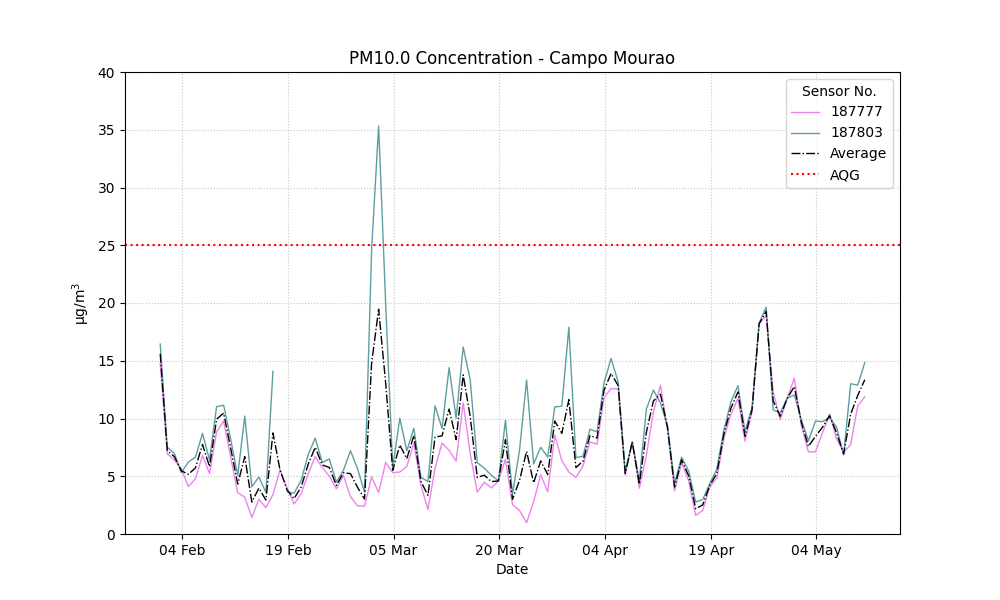 PM10.0 Concentration - Campo Mourao
40
35
30
25
20
15
10
5
0
µg/m³
04 Feb
19 Feb
05 Mar
20 Mar
04 Apr
19 Apr
04 May
Date
Sensor No.
187777
187803
Average
AQG